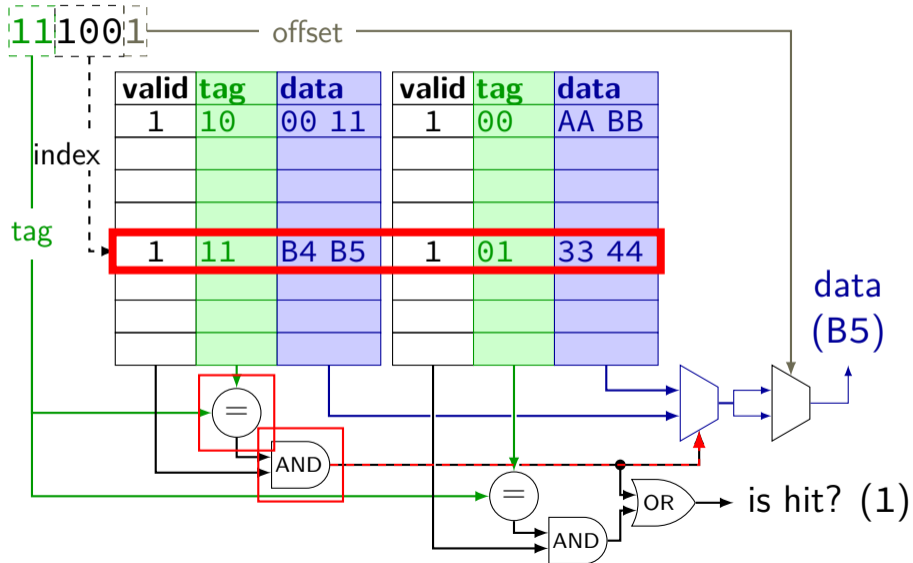 111001
offset
valid tag data valid tag data
1 10 00 11 1 00 AA BB
index
tag
1 11 B4 B5 1 01 33 44
data
(B5)
=
AND
=
OR
is hit? (1)
AND